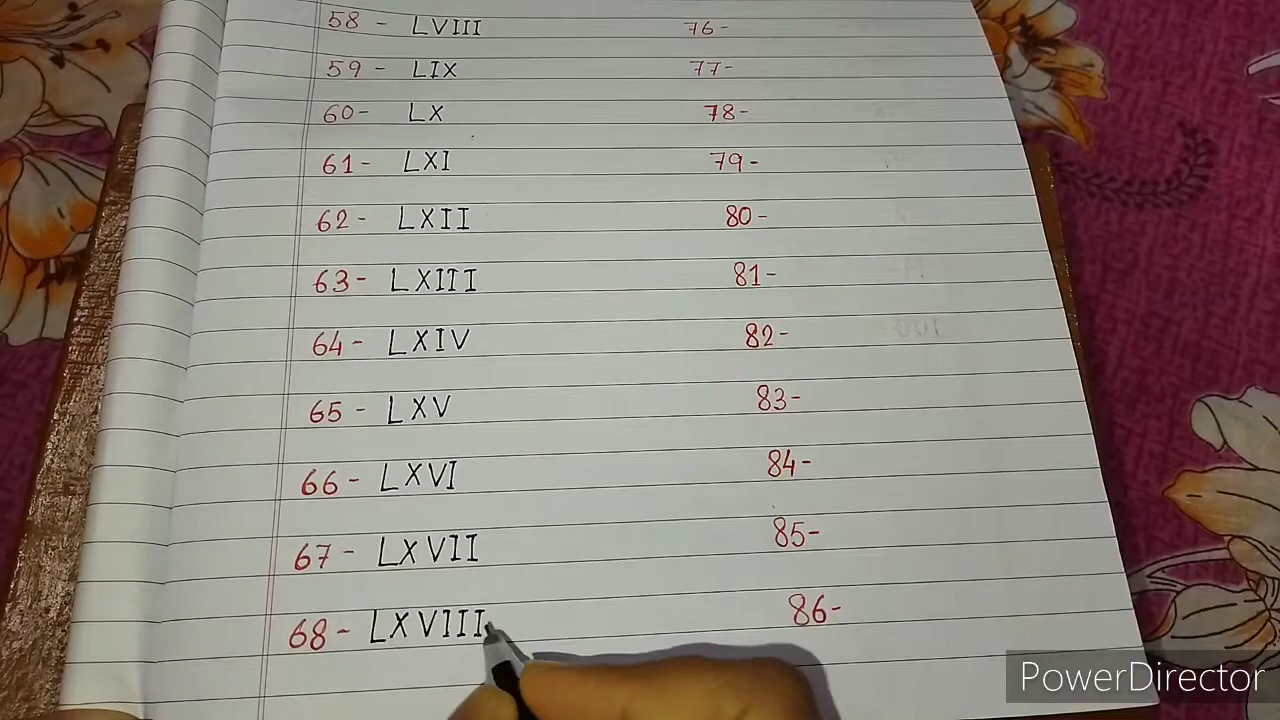 58 - LVIII 76-
59 - LIX 77-
60- LX 78-
61 - LXI 79-
62 - LXII 80-
63 - LXIII 81-
64 - LXIV 82-
65 - LXV 83-
66 - LXVI 84-
67 - LXVII 85-
68 - LXVIII 86-
PowerDirector